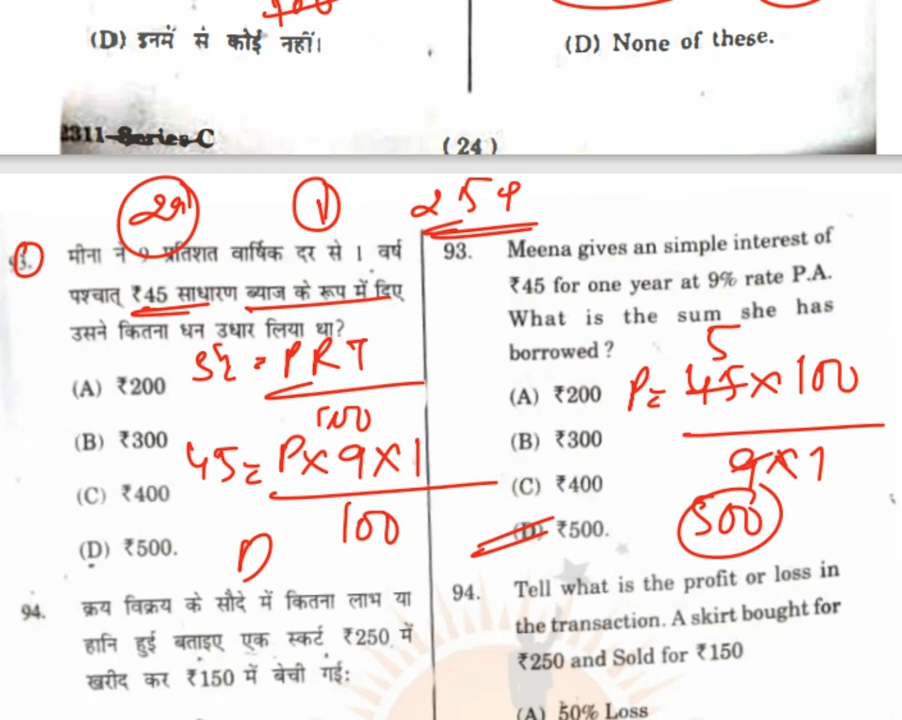 (D) इनमें से कोई नहीं।
(D) None of these.
2311-Series-C
(24)
I
93. मीना ने 9 प्रतिशत वार्षिक दर से 1 वर्ष
पश्चात् ₹45 साधारण ब्याज के रूप में दिए
उसने कितना धन उधार लिया था?
SI = PRT
100
(A) ₹200
(B) ₹300
45 = P×9×1
100
(C) ₹400
(D) ₹500.
D
94. क्रय विक्रय के सौदे में कितना लाभ या
हानि हुई बताइए एक स्कर्ट ₹250 में
खरीद कर ₹150 में बेची गई:
93. Meena gives an simple interest of
₹45 for one year at 9% rate P.A.
What is the sum she has
borrowed ?
5
P= 45×100
9×1
500
(A) ₹200
(B) ₹300
(C) ₹400
(D) ₹500.
94. Tell what is the profit or loss in
the transaction. A skirt bought for
₹250 and Sold for ₹150
(A) 50% Loss